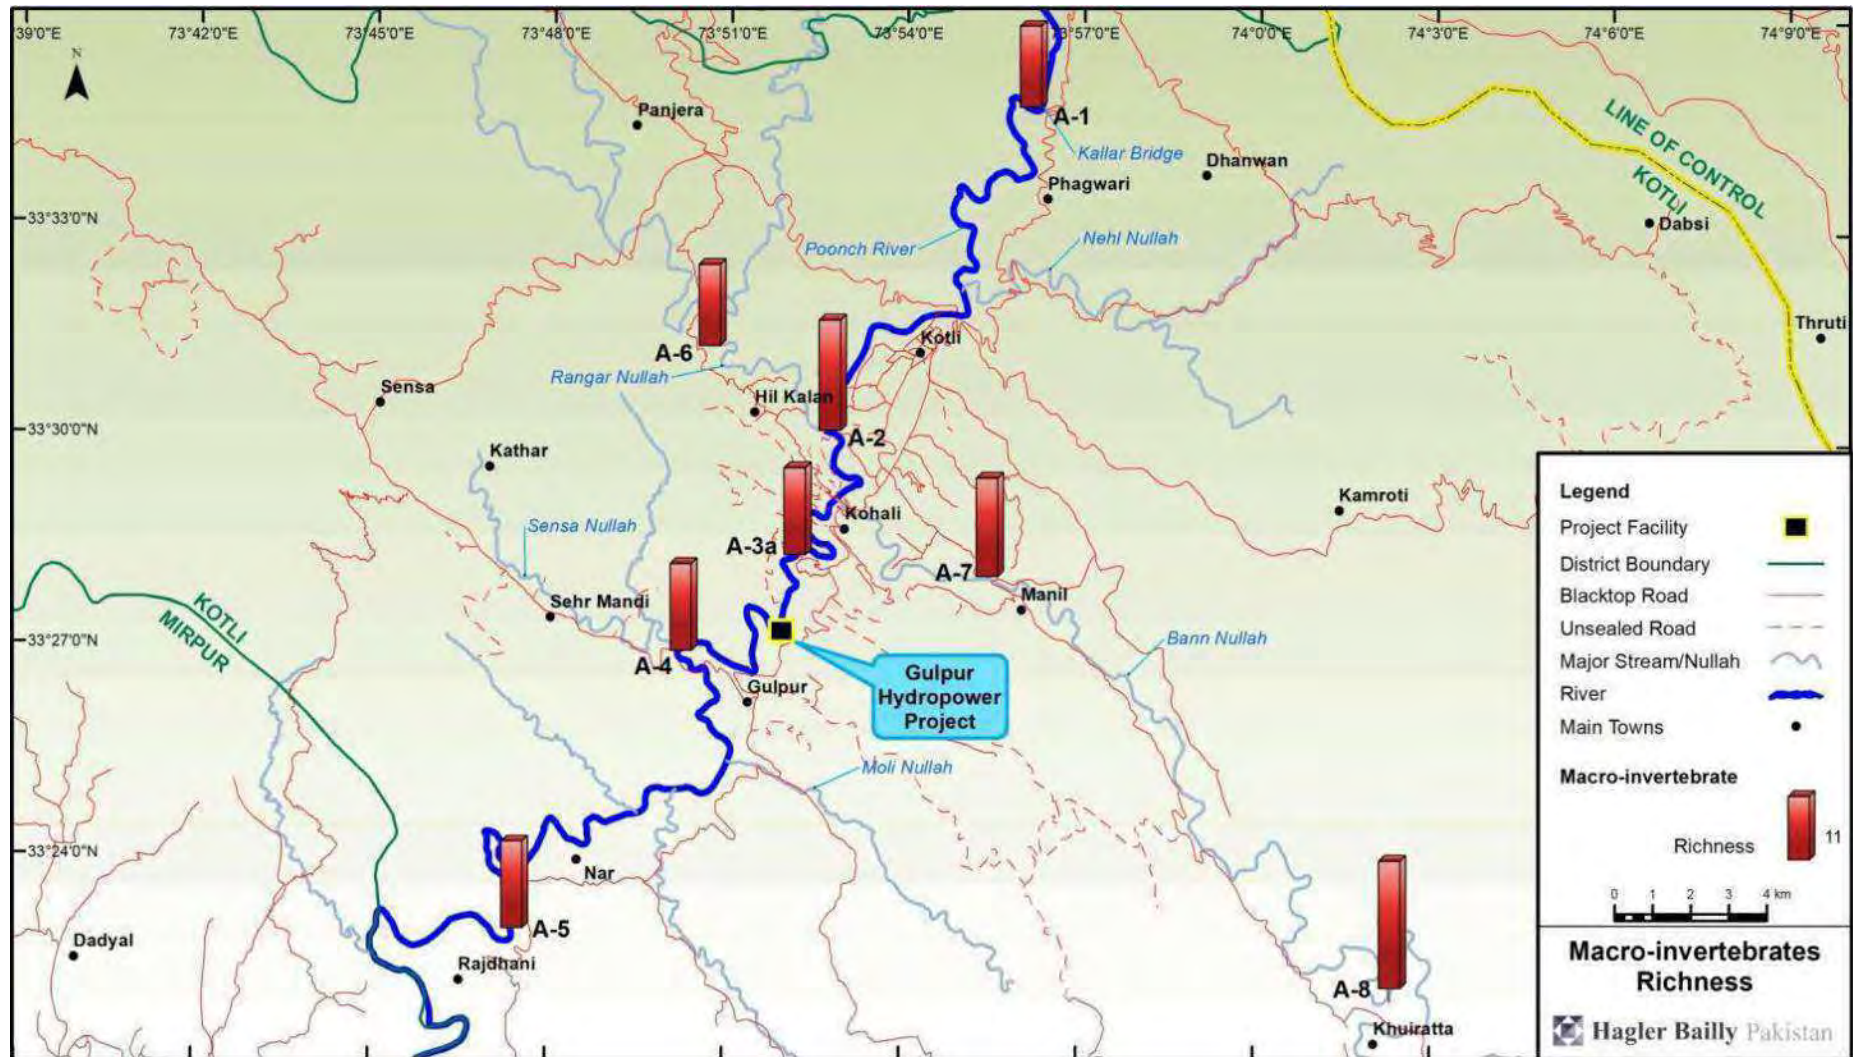 39'0"E
73°42'0"E
73°45'0"E
73°48'0"E
73°51'0"E
73°54'0"E
73°57'0"E
74°0'0"E
74°3'0"E
74°6'0"E
74°9'0"E
N
Panjera
A-1
Kallar Bridge
Dhanwan
Phagwari
LINE OF CONTROL
KOTLI
Dabsi
33°33'0"N
Poonch River
Nehl Nullah
Thruti
Kotli
A-6
Rangar Nullah
Sensa
Hil Kalan
33°30'0"N
A-2
Kathar
Kamroti
Kohali
Sensa Nullah
A-3a
A-7
Manil
Sehr Mandi
KOTLI
MIRPUR
33°27'0"N
Bann Nullah
A-4
Gulpur
Gulpur
Hydropower
Project
Moli Nullah
33°24'0"N
Nar
A-5
Dadyal
Rajdhani
A-8
Khuiratta
Legend
Project Facility
District Boundary
Blacktop Road
Unsealed Road
Major Stream/Nullah
River
Main Towns
Macro-invertebrate
Richness 11
0 1 2 3 4 km
Macro-invertebrates
Richness
Hagler Bailly Pakistan